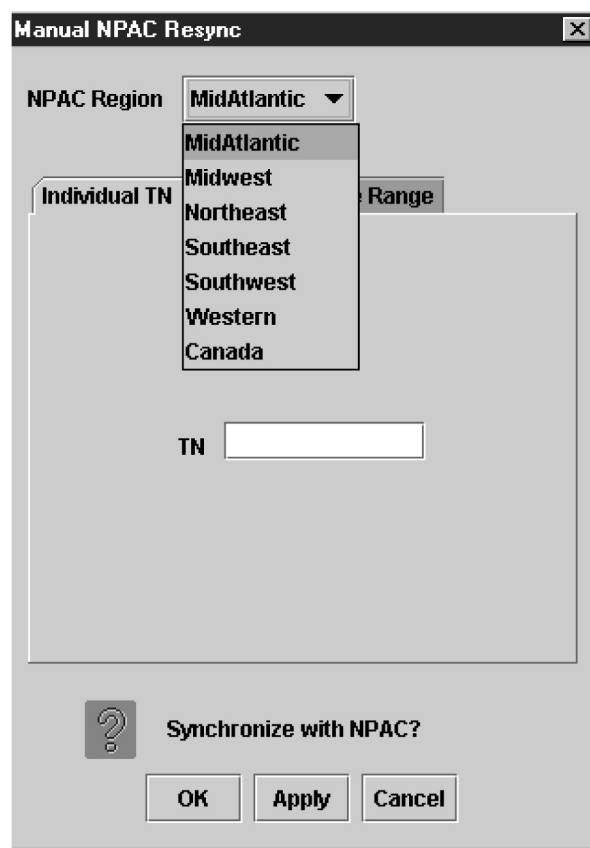 Manual NPAC Resync
NPAC Region MidAtlantic
MidAtlantic
Midwest
Northeast
Southeast
Southwest
Western
Canada
Individual TN
Range
TN
Synchronize with NPAC?
OK Apply Cancel